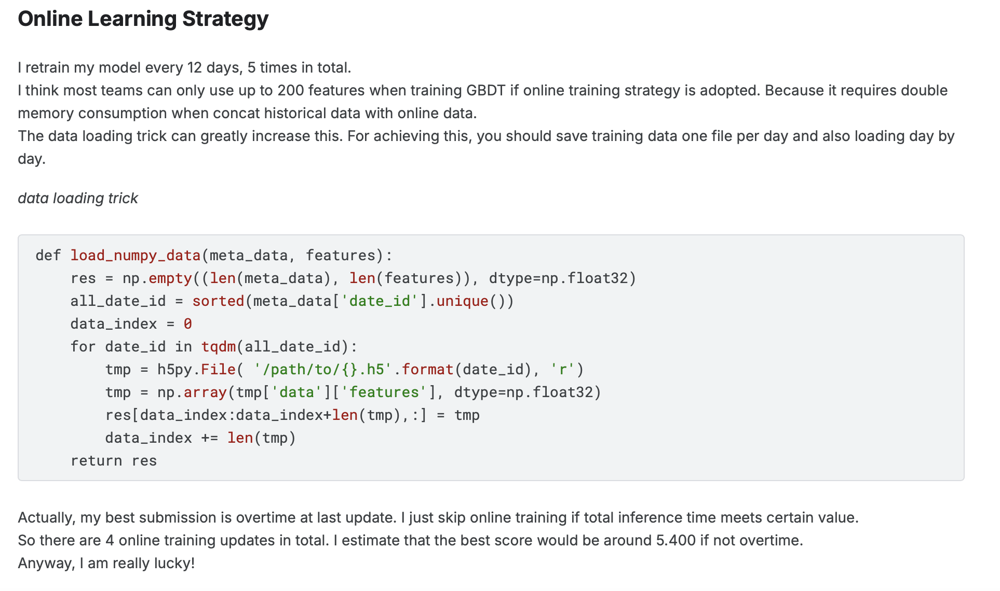 Online Learning Strategy
I retrain my model every 12 days, 5 times in total.
I think most teams can only use up to 200 features when training GBDT if online training strategy is adopted. Because it requires double
memory consumption when concat historical data with online data.
The data loading trick can greatly increase this. For achieving this, you should save training data one file per day and also loading day by
day.
data loading trick
def load_numpy_data(meta_data, features):
    res = np.empty((len(meta_data), len(features)), dtype=np.float32)
    all_date_id = sorted(meta_data['date_id'].unique())
    data_index = 0
    for date_id in tqdm(all_date_id):
        tmp = h5py.File( '/path/to/{}.h5'.format(date_id), 'r')
        tmp = np.array(tmp['data']['features'], dtype=np.float32)
        res[data_index:data_index+len(tmp),:] = tmp
        data_index += len(tmp)
    return res
Actually, my best submission is overtime at last update. I just skip online training if total inference time meets certain value.
So there are 4 online training updates in total. I estimate that the best score would be around 5.400 if not overtime.
Anyway, I am really lucky!